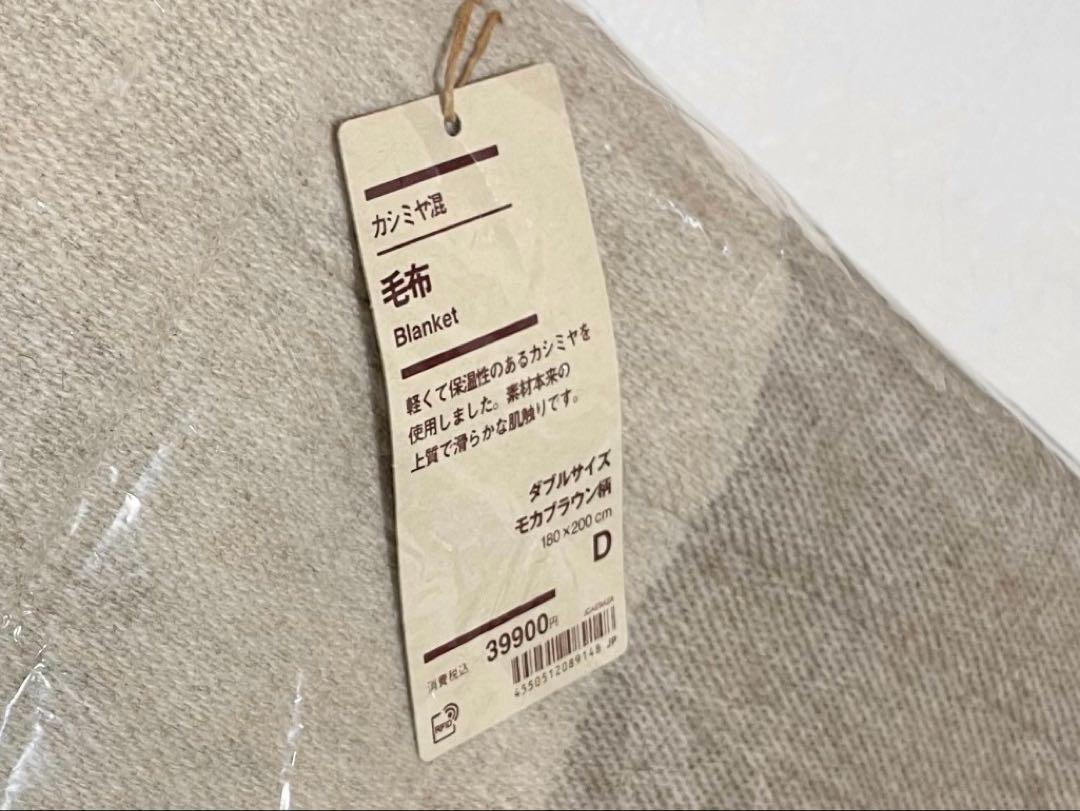 カシミヤ混
毛布
Blanket
軽くて保温性のあるカシミヤを
使用しました。素材本来の
上質で滑らかな肌触りです。
ダブルサイズ
モカブラウン柄
180×200 cm
D
消費税込 39900円
4550512089148 JP
RFID